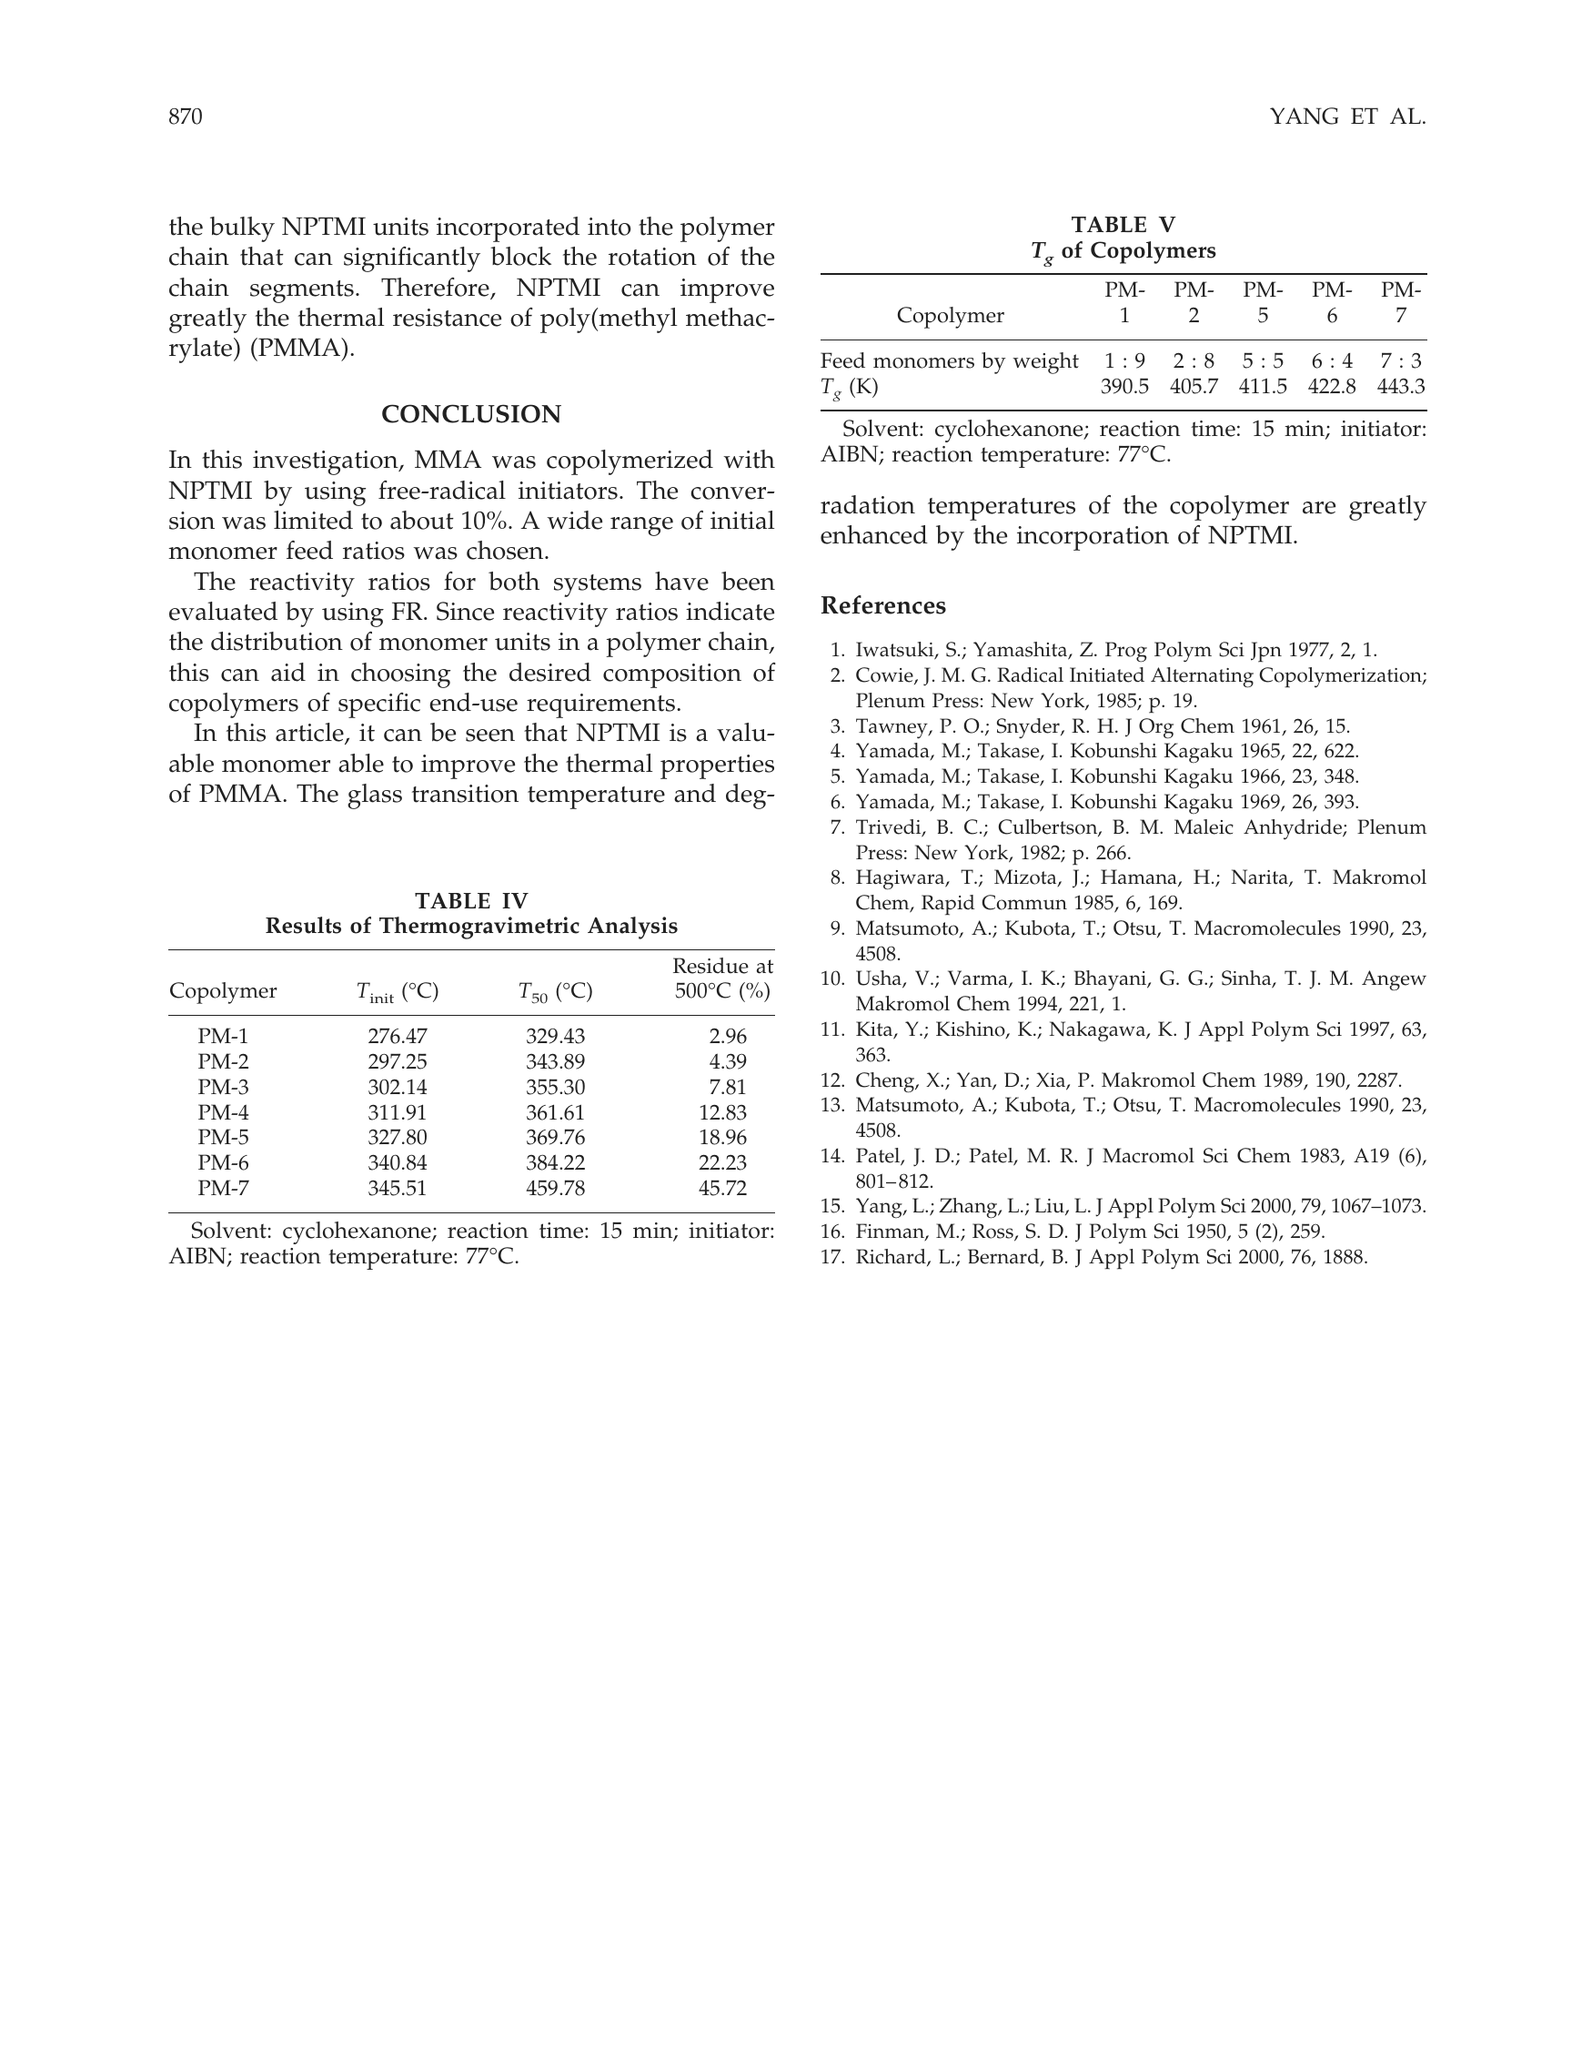 870
YANG ET AL.
the bulky NPTMI units incorporated into the polymer
chain that can significantly block the rotation of the
chain segments. Therefore, NPTMI can improve
greatly the thermal resistance of poly(methyl methac-
rylate) (PMMA).
CONCLUSION
In this investigation, MMA was copolymerized with
NPTMI by using free-radical initiators. The conver-
sion was limited to about 10%. A wide range of initial
monomer feed ratios was chosen.
The reactivity ratios for both systems have been
evaluated by using FR. Since reactivity ratios indicate
the distribution of monomer units in a polymer chain,
this can aid in choosing the desired composition of
copolymers of specific end-use requirements.
In this article, it can be seen that NPTMI is a valu-
able monomer able to improve the thermal properties
of PMMA. The glass transition temperature and deg-
TABLE IV
Results of Thermogravimetric Analysis
Residue at
Copolymer Tinit (°C) T50 (°C) 500°C (%)
PM-1 276.47 329.43 2.96
PM-2 297.25 343.89 4.39
PM-3 302.14 355.30 7.81
PM-4 311.91 361.61 12.83
PM-5 327.80 369.76 18.96
PM-6 340.84 384.22 22.23
PM-7 345.51 459.78 45.72
Solvent: cyclohexanone; reaction time: 15 min; initiator:
AIBN; reaction temperature: 77°C.
TABLE V
Tg of Copolymers
PM- PM- PM- PM- PM-
Copolymer 1 2 5 6 7
Feed monomers by weight 1 : 9 2 : 8 5 : 5 6 : 4 7 : 3
Tg (K) 390.5 405.7 411.5 422.8 443.3
Solvent: cyclohexanone; reaction time: 15 min; initiator:
AIBN; reaction temperature: 77°C.
radation temperatures of the copolymer are greatly
enhanced by the incorporation of NPTMI.
References
1. Iwatsuki, S.; Yamashita, Z. Prog Polym Sci Jpn 1977, 2, 1.
2. Cowie, J. M. G. Radical Initiated Alternating Copolymerization;
Plenum Press: New York, 1985; p. 19.
3. Tawney, P. O.; Snyder, R. H. J Org Chem 1961, 26, 15.
4. Yamada, M.; Takase, I. Kobunshi Kagaku 1965, 22, 622.
5. Yamada, M.; Takase, I. Kobunshi Kagaku 1966, 23, 348.
6. Yamada, M.; Takase, I. Kobunshi Kagaku 1969, 26, 393.
7. Trivedi, B. C.; Culbertson, B. M. Maleic Anhydride; Plenum
Press: New York, 1982; p. 266.
8. Hagiwara, T.; Mizota, J.; Hamana, H.; Narita, T. Makromol
Chem, Rapid Commun 1985, 6, 169.
9. Matsumoto, A.; Kubota, T.; Otsu, T. Macromolecules 1990, 23,
4508.
10. Usha, V.; Varma, I. K.; Bhayani, G. G.; Sinha, T. J. M. Angew
Makromol Chem 1994, 221, 1.
11. Kita, Y.; Kishino, K.; Nakagawa, K. J Appl Polym Sci 1997, 63,
363.
12. Cheng, X.; Yan, D.; Xia, P. Makromol Chem 1989, 190, 2287.
13. Matsumoto, A.; Kubota, T.; Otsu, T. Macromolecules 1990, 23,
4508.
14. Patel, J. D.; Patel, M. R. J Macromol Sci Chem 1983, A19 (6),
801–812.
15. Yang, L.; Zhang, L.; Liu, L. J Appl Polym Sci 2000, 79, 1067–1073.
16. Finman, M.; Ross, S. D. J Polym Sci 1950, 5 (2), 259.
17. Richard, L.; Bernard, B. J Appl Polym Sci 2000, 76, 1888.